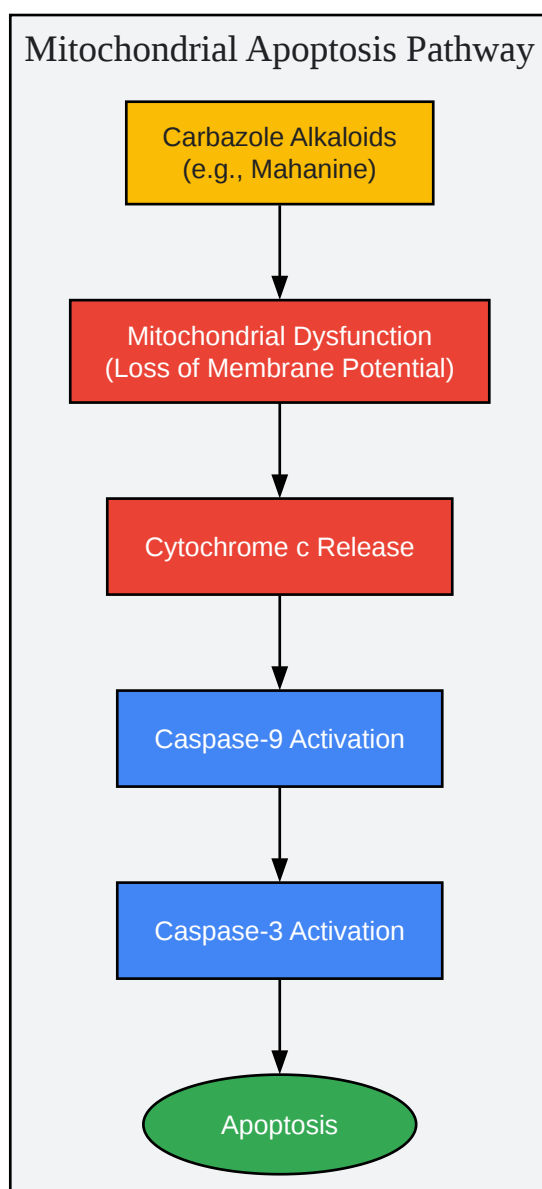 Mitochondrial Apoptosis Pathway
Carbazole Alkaloids
(e.g., Mahanine)
Mitochondrial Dysfunction
(Loss of Membrane Potential)
Cytochrome c Release
Caspase-9 Activation
Caspase-3 Activation
Apoptosis